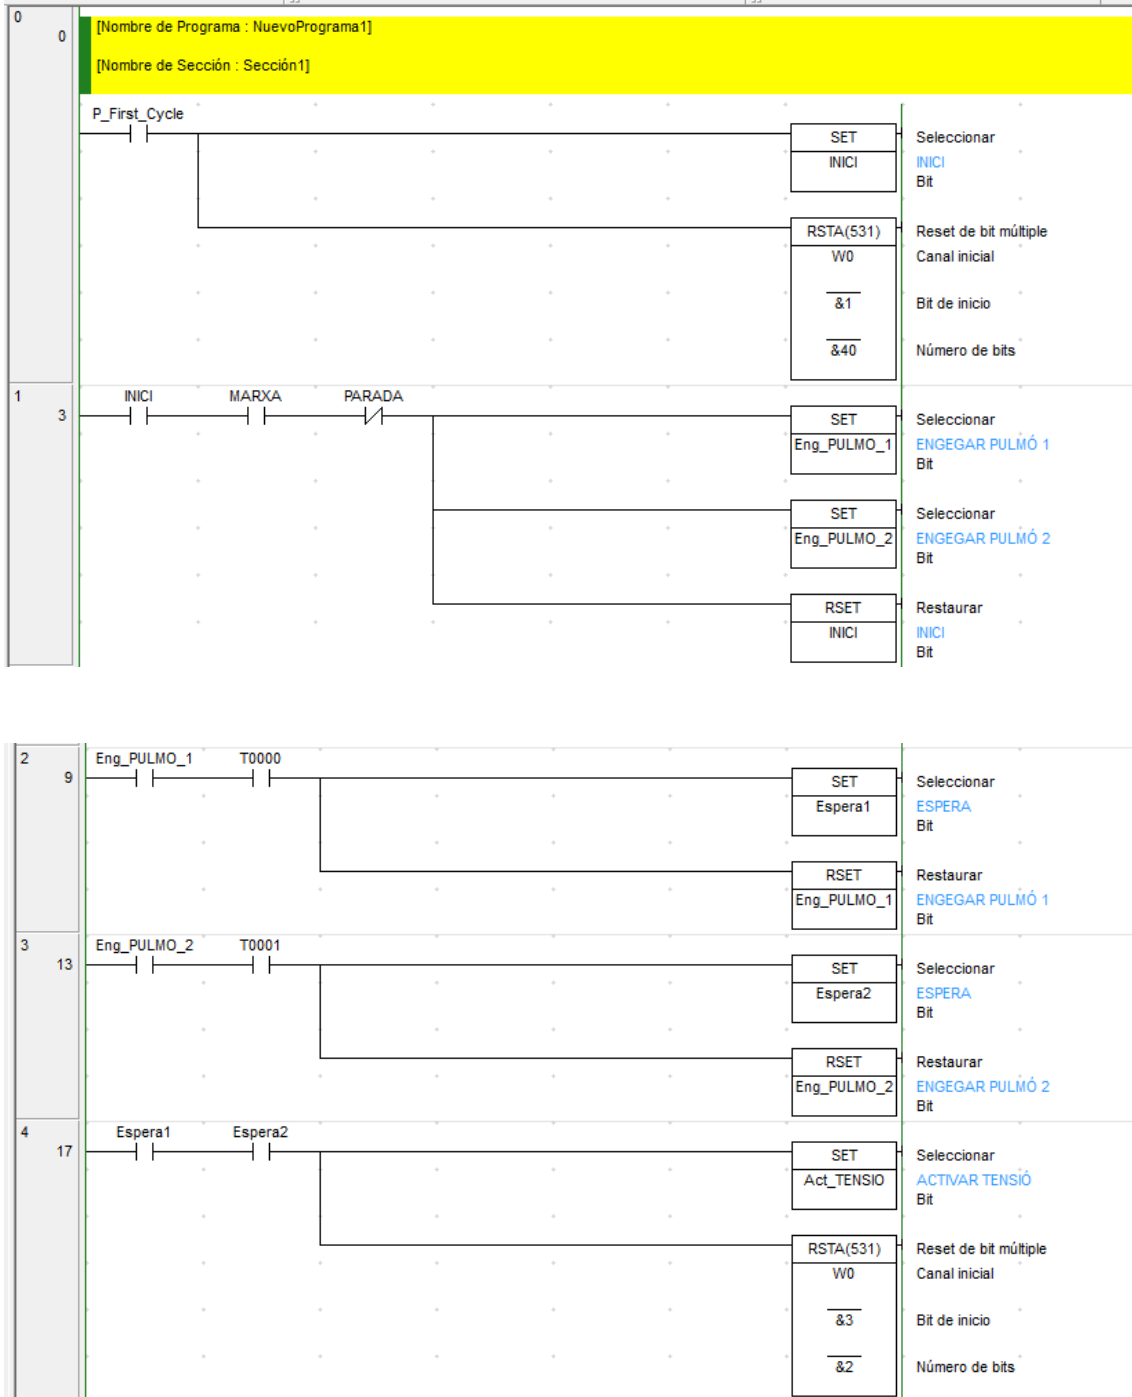 0
0
[Nombre de Programa : NuevoPrograma1]
[Nombre de Sección : Sección1]
P_First_Cycle
SET
Seleccionar
INICI
INICI
Bit
RSTA(531)
Reset de bit múltiple
W0
Canal inicial
&1
Bit de inicio
&40
Número de bits
1
3
INICI
MARXA
PARADA
SET
Seleccionar
Eng_PULMO_1
ENGEGAR PULMÓ 1
Bit
SET
Seleccionar
Eng_PULMO_2
ENGEGAR PULMÓ 2
Bit
RSET
Restaurar
INICI
INICI
Bit
2
9
Eng_PULMO_1
T0000
SET
Seleccionar
Espera1
ESPERA
Bit
RSET
Restaurar
Eng_PULMO_1
ENGEGAR PULMÓ 1
Bit
3
13
Eng_PULMO_2
T0001
SET
Seleccionar
Espera2
ESPERA
Bit
RSET
Restaurar
Eng_PULMO_2
ENGEGAR PULMÓ 2
Bit
4
17
Espera1
Espera2
SET
Seleccionar
Act_TENSIO
ACTIVAR TENSIÓ
Bit
RSTA(531)
Reset de bit múltiple
W0
Canal inicial
&3
Bit de inicio
&2
Número de bits